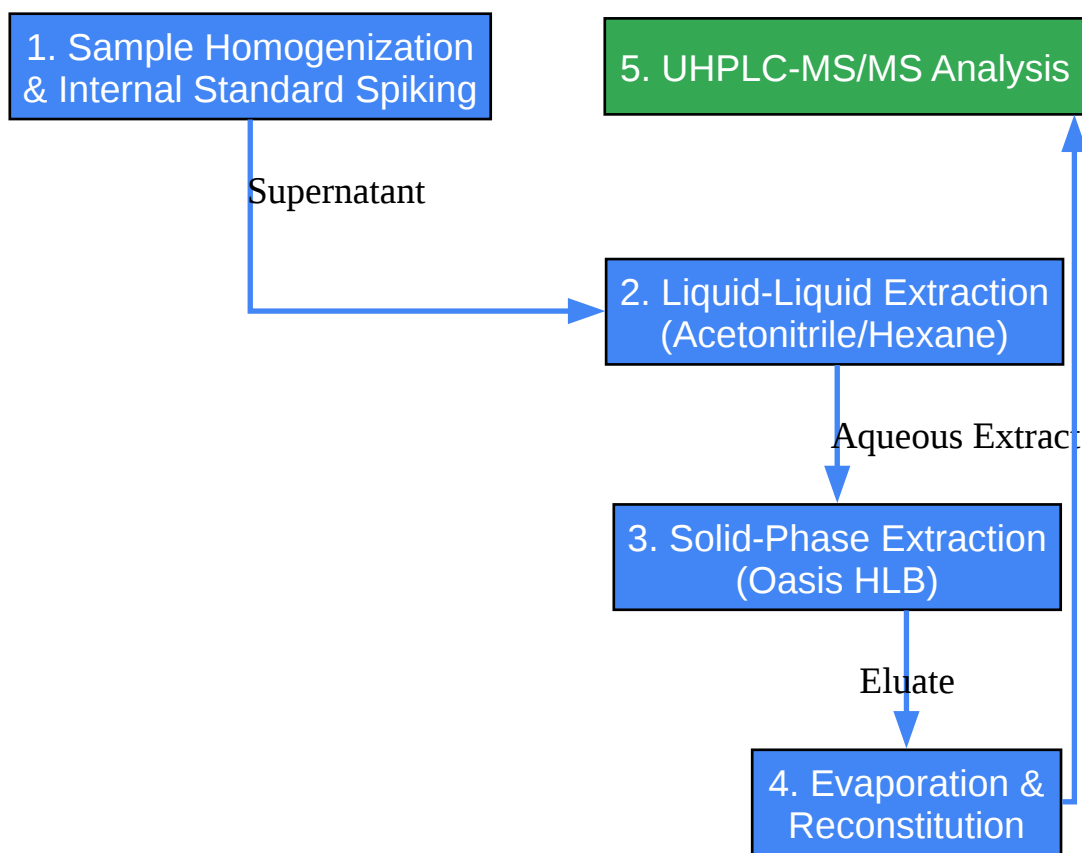 1. Sample Homogenization
& Internal Standard Spiking
5. UHPLC-MS/MS Analysis
Supernatant
2. Liquid-Liquid Extraction
(Acetonitrile/Hexane)
Aqueous Extract
3. Solid-Phase Extraction
(Oasis HLB)
Eluate
4. Evaporation &
Reconstitution